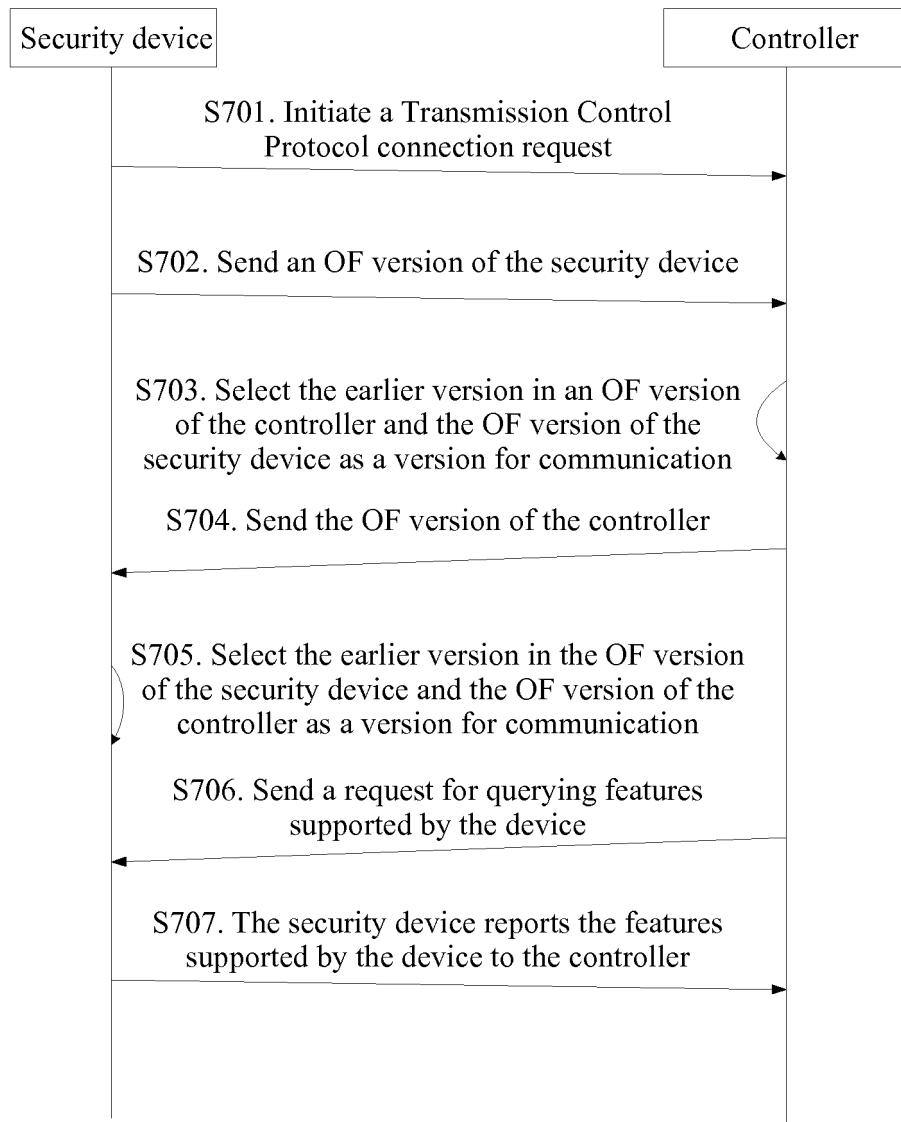 Security device
Controller
S701. Initiate a Transmission Control
Protocol connection request
S702. Send an OF version of the security device
S703. Select the earlier version in an OF version
of the controller and the OF version of the
security device as a version for communication
S704. Send the OF version of the controller
S705. Select the earlier version in the OF version
of the security device and the OF version of the
controller as a version for communication
S706. Send a request for querying features
supported by the device
S707. The security device reports the features
supported by the device to the controller